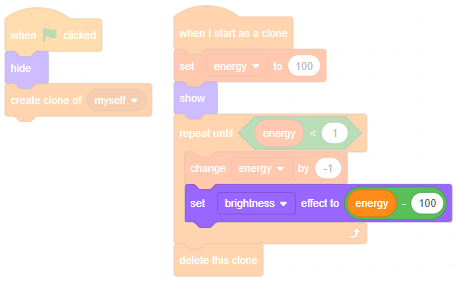 when clicked
hide
create clone of myself
when I start as a clone
set energy to 100
show
repeat until energy < 1
change energy by -1
set brightness effect to energy - 100
delete this clone